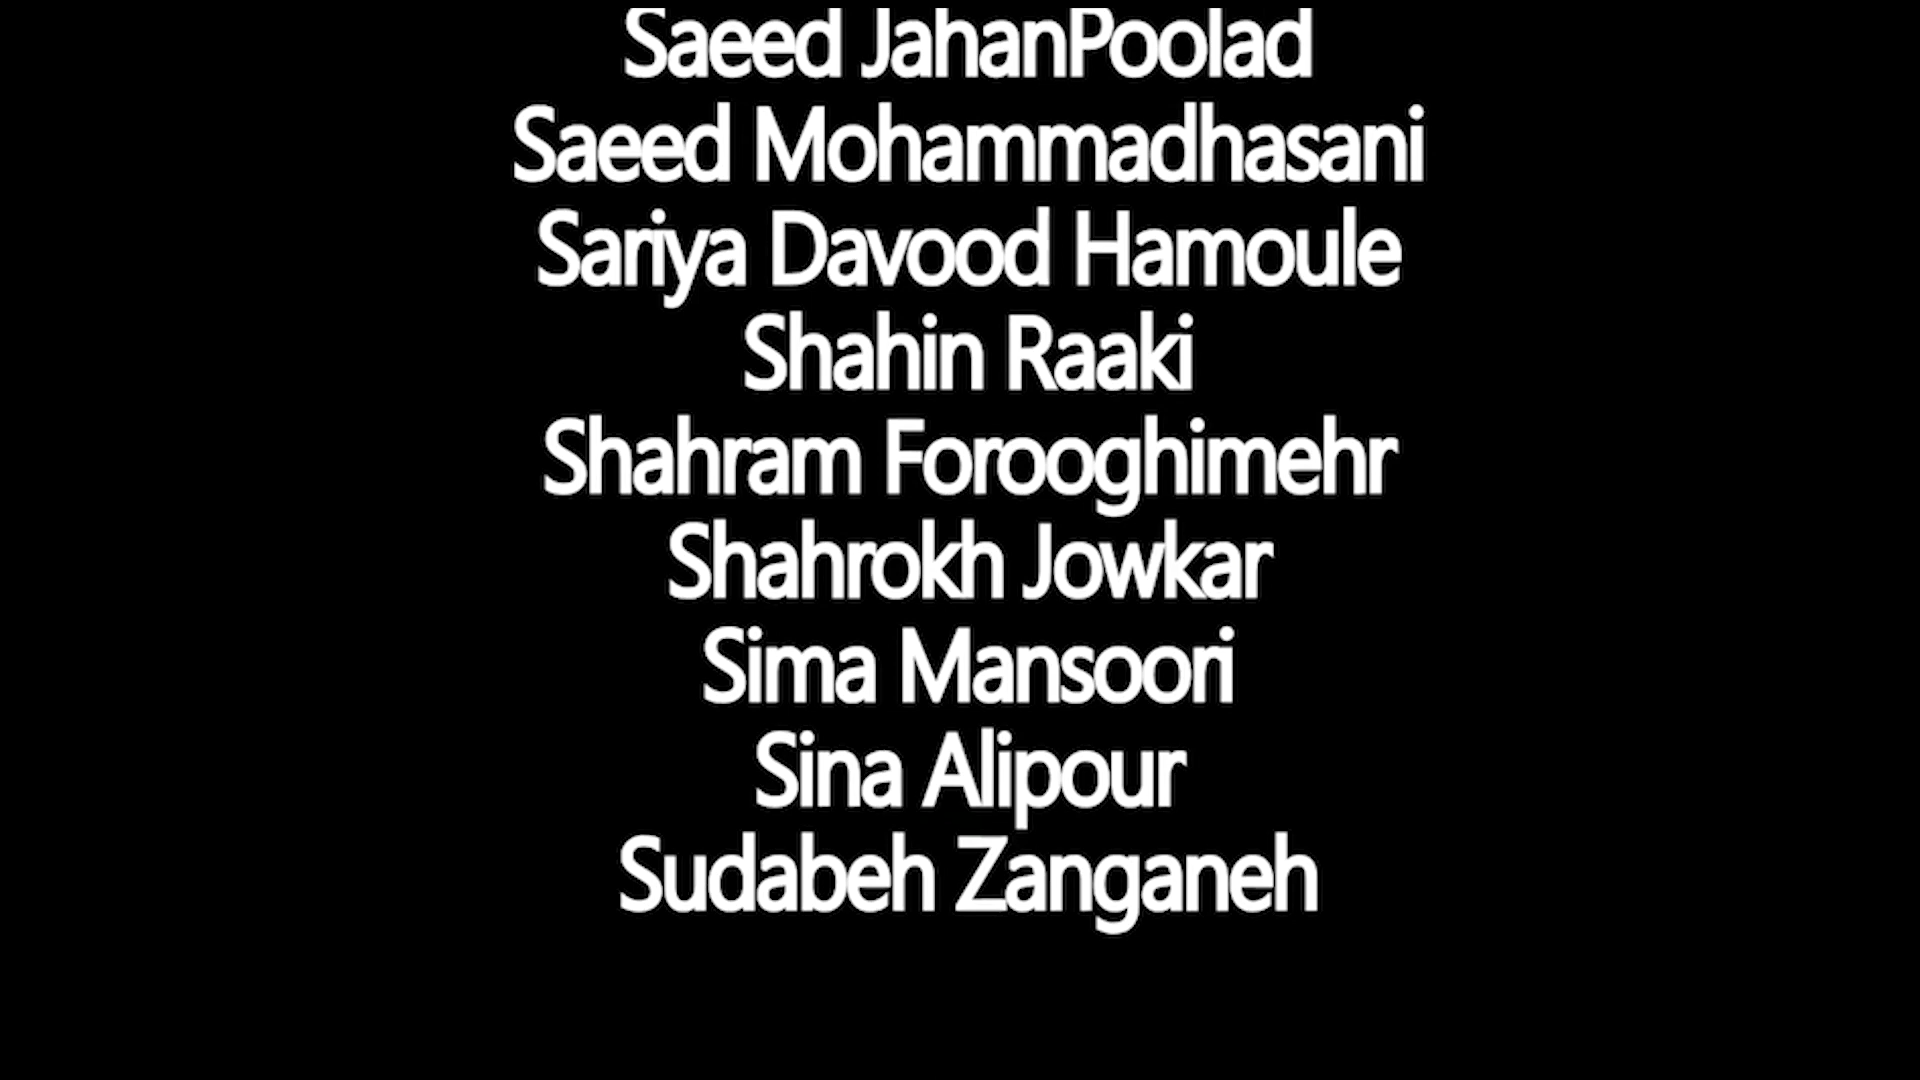 Saeed JahanPoolad
Saeed Mohammadhasani
Sariya Davood Hamoule
Shahin Raaki
Shahram Forooghimehr
Shahrokh Jowkar
Sima Mansoori
Sina Alipour
Sudabeh Zanganeh